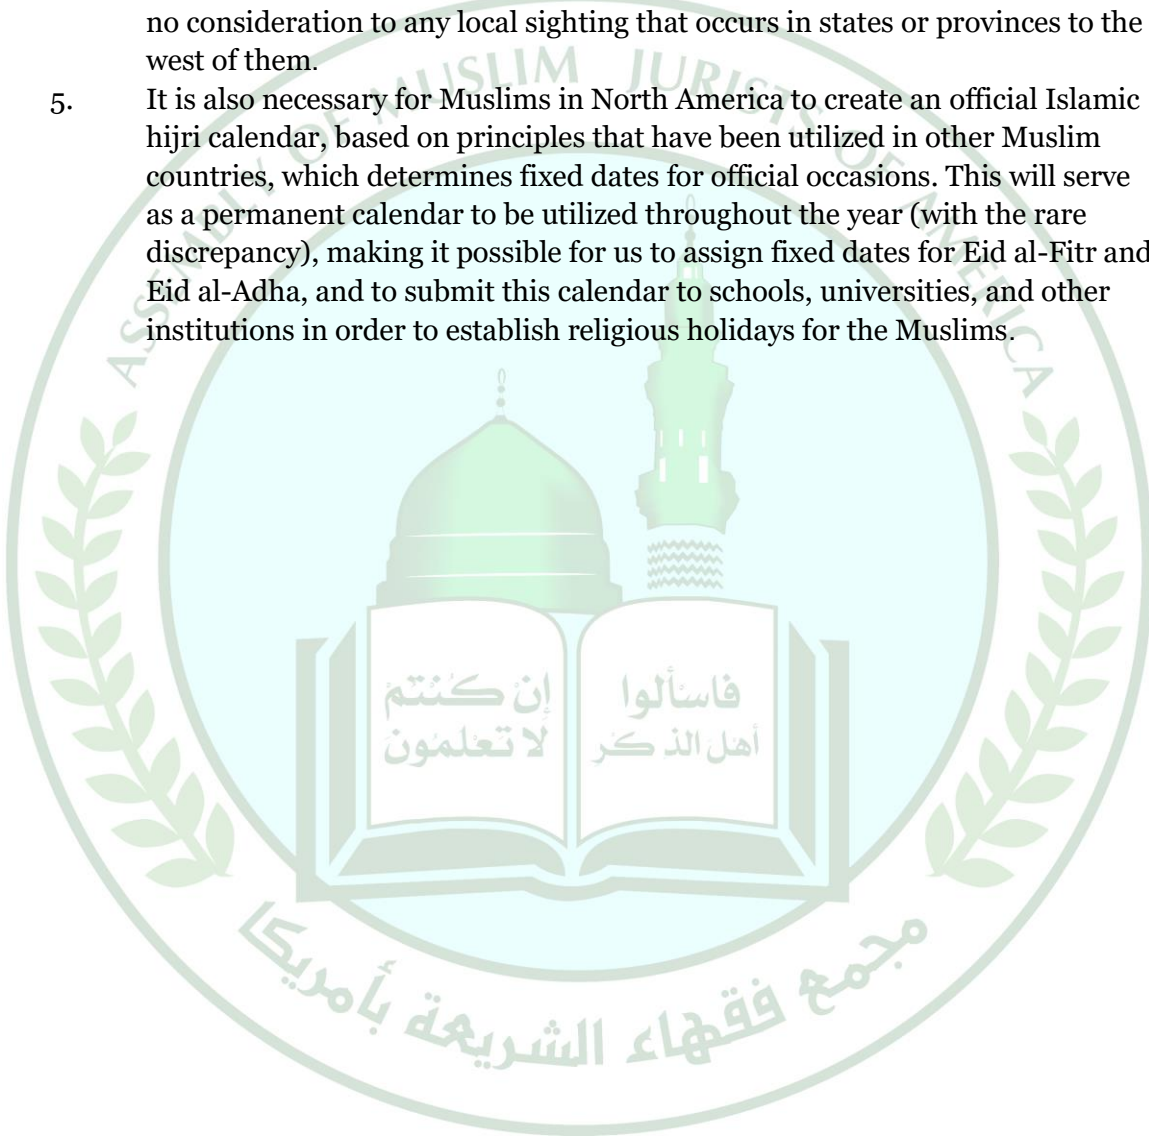 no consideration to any local sighting that occurs in states or provinces to the
west of them.
5. It is also necessary for Muslims in North America to create an official Islamic
hijri calendar, based on principles that have been utilized in other Muslim
countries, which determines fixed dates for official occasions. This will serve
as a permanent calendar to be utilized throughout the year (with the rare
discrepancy), making it possible for us to assign fixed dates for Eid al-Fitr and
Eid al-Adha, and to submit this calendar to schools, universities, and other
institutions in order to establish religious holidays for the Muslims.
ASSEMBLY OF MUSLIM JURISTS OF AMERICA
فاسألوا
أهل الذكر
إن كنتم
لا تعلمون
مجمع فقهاء الشريعة بأمريكا